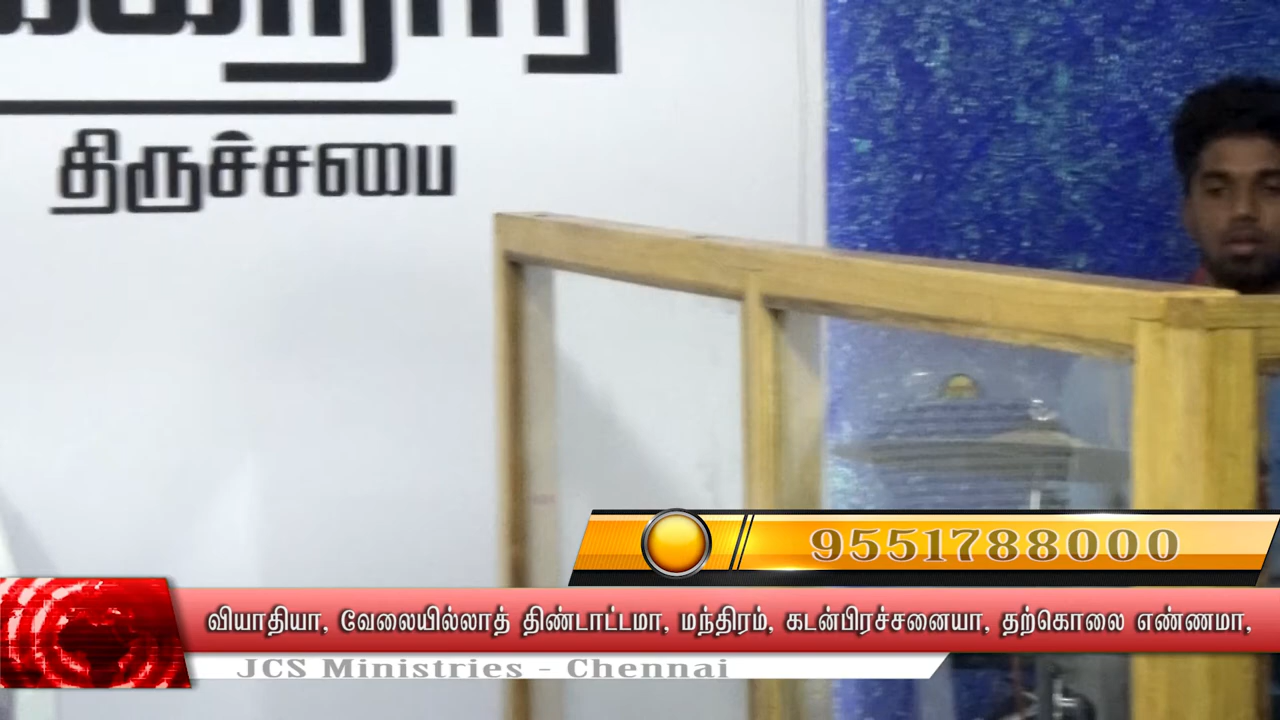 திருச்சபை
9551788000
வியாதியா, வேலையில்லாத் திண்டாட்டமா, மந்திரம், கடன்பிரச்சனையா, தற்கொலை எண்ணமா,
JCS Ministries - Chennai